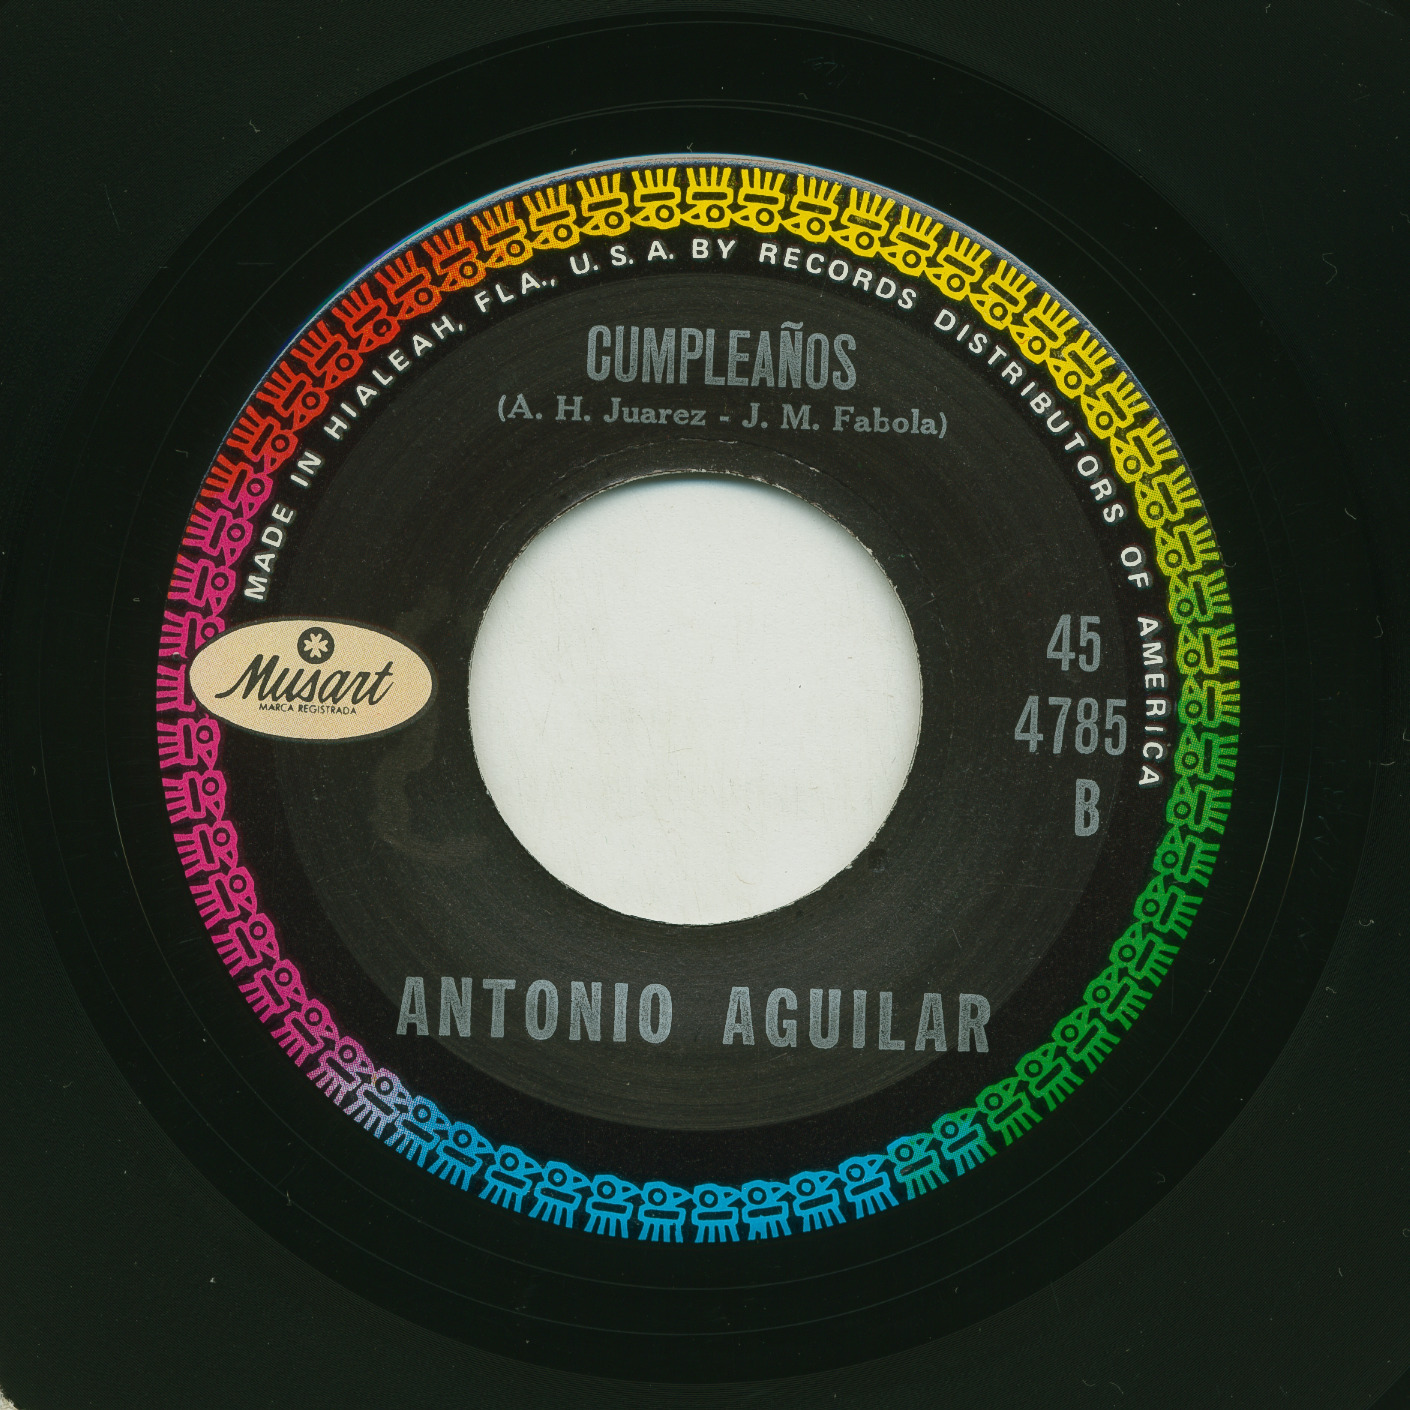 MADE IN HIALEAH, FLA., U. S. A. BY RECORDS DISTRIBUTORS OF AMERICA
CUMPLEAÑOS
(A. H. Juarez - J. M. Fabola)
Musart
MARCA REGISTRADA
45
4785
B
ANTONIO AGUILAR